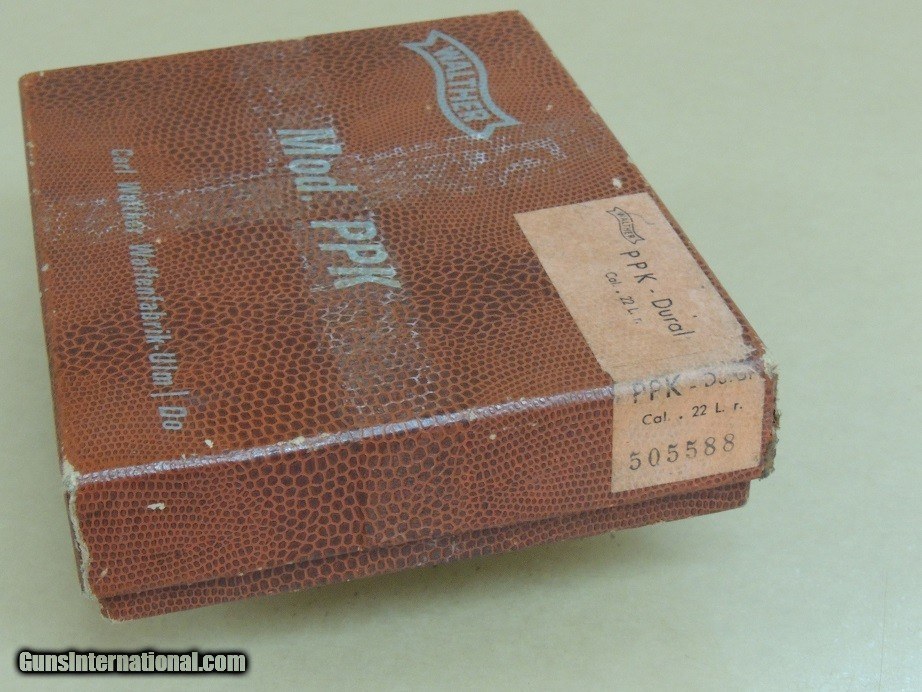 WALTHER
Mod. PPK
Carl Walther Waffenfabrik·Ulm/Do
WALTHER
PPK - Dural
Cal. . 22 L. r.
PPK - Dural
Cal. . 22 L. r.
505588
GunsInternational.com